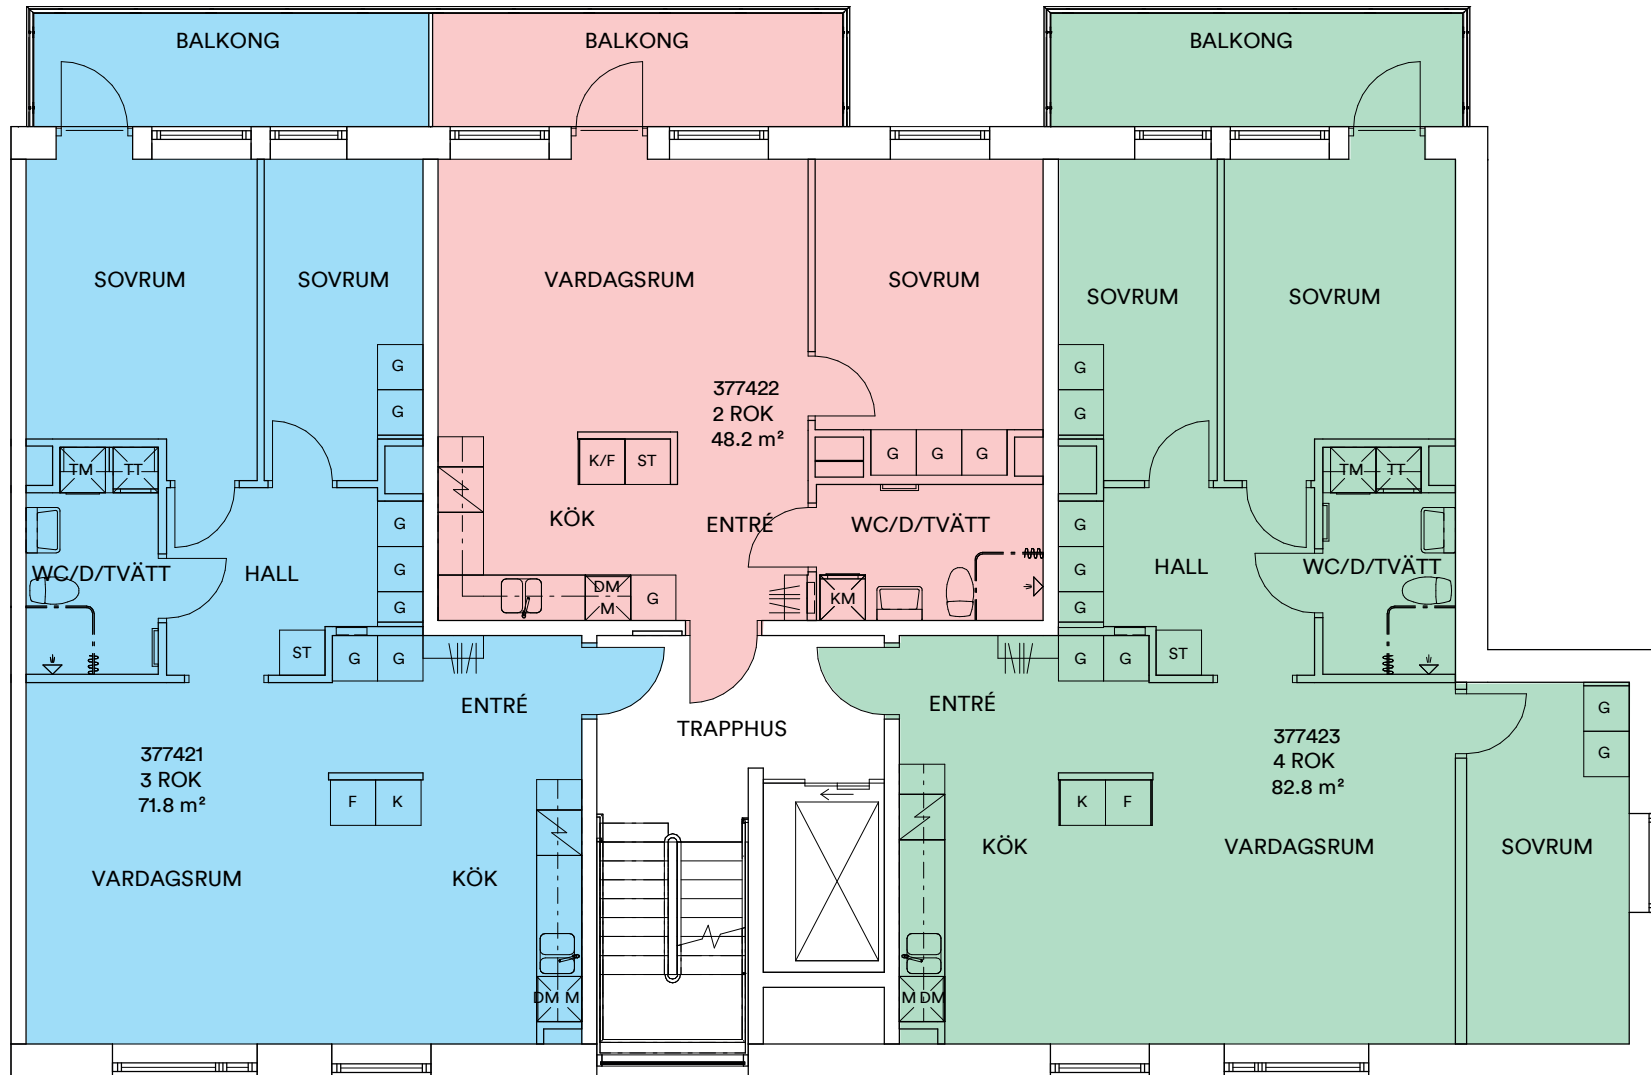 BALKONG
BALKONG
BALKONG
SOVRUM
SOVRUM
VARDAGSRUM
SOVRUM
SOVRUM
SOVRUM
G
G
G
G
377422
2 ROK
48.2 m²
TM
TT
K/F
ST
G
G
G
TM
TT
KÖK
ENTRÉ
WC/D/TVÄTT
G
G
WC/D/TVÄTT
HALL
G
G
HALL
WC/D/TVÄTT
G
DM
M
G
KM
G
ST
G
G
G
G
ST
ENTRÉ
TRAPPHUS
ENTRÉ
G
G
377421
3 ROK
71.8 m²
377423
4 ROK
82.8 m²
F
K
K
F
VARDAGSRUM
KÖK
KÖK
VARDAGSRUM
SOVRUM
DM M
M DM